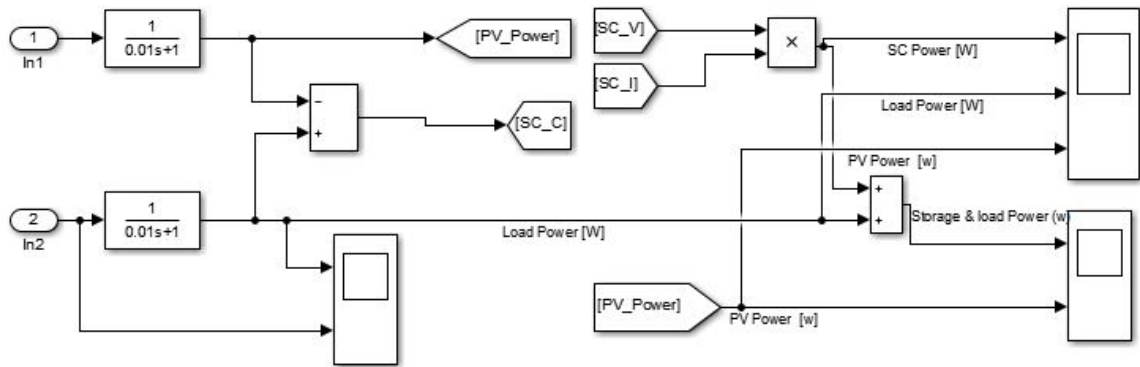 1
In1
1
0.01s+1
[PV_Power]
−
+
[SC_C]
2
In2
1
0.01s+1
Load Power [W]
[SC_V]
[SC_I]
×
SC Power [W]
Load Power [W]
PV Power [w]
+
+
Storage & load Power (w)
[PV_Power]
PV Power [w]